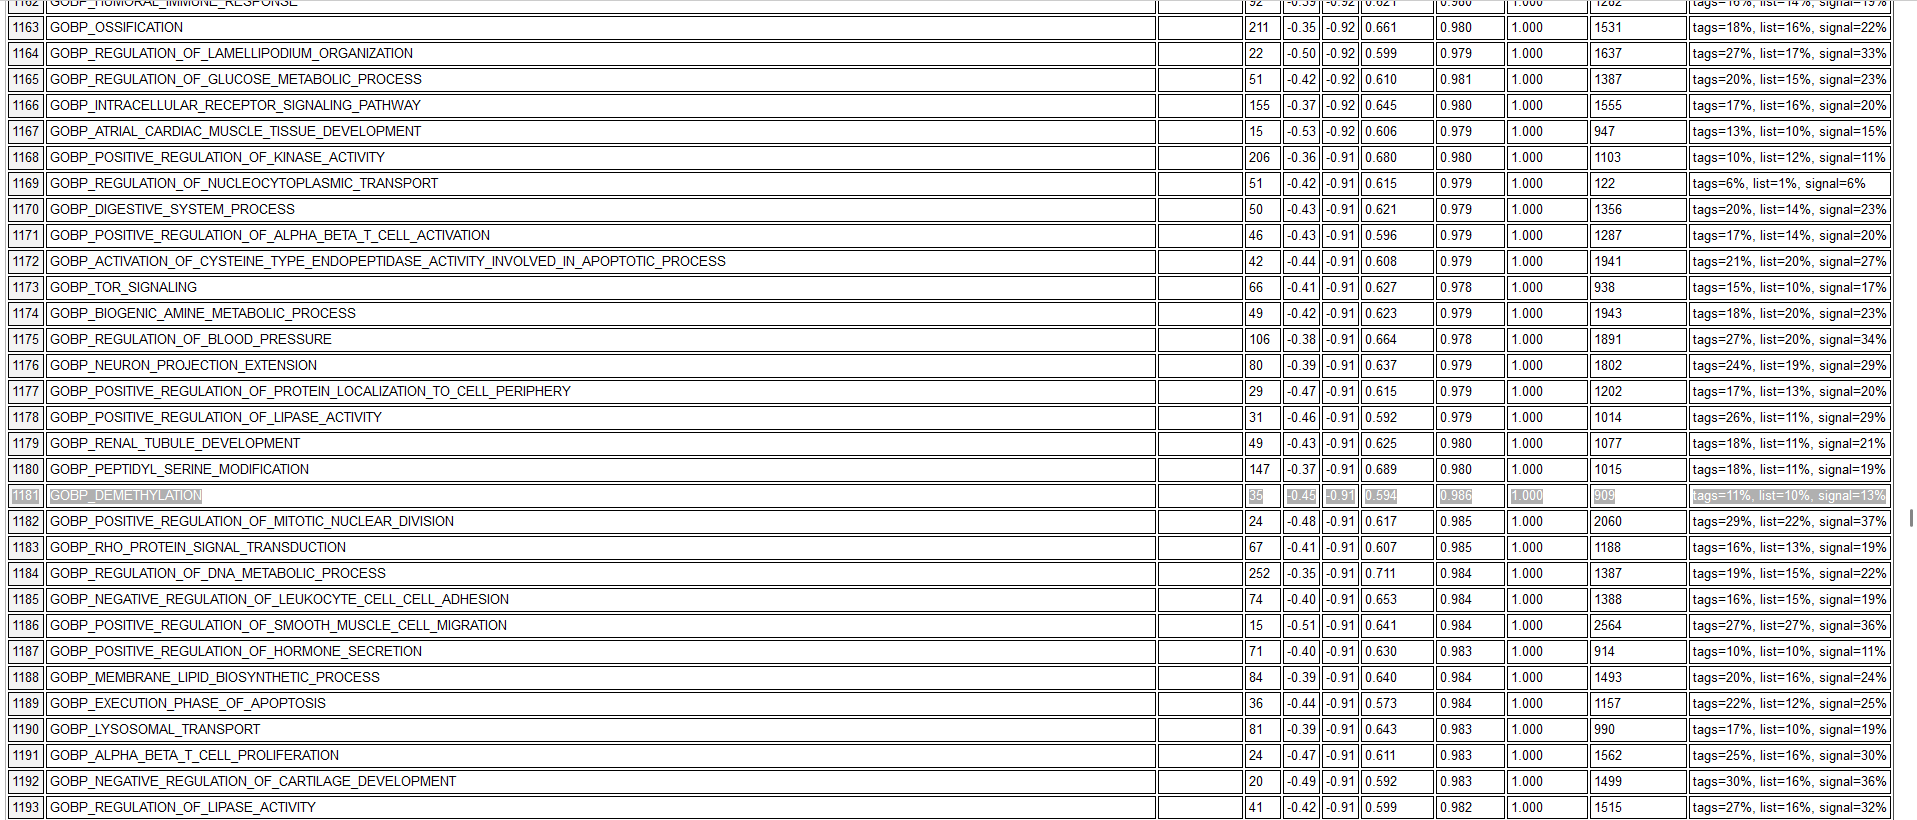 1162 GOBP_HUMORAL_IMMUNE_RESPONSE 92 -0.39 -0.92 0.621 0.980 1.000 1282 tags=16%, list=14%, signal=19%
1163 GOBP_OSSIFICATION 211 -0.35 -0.92 0.661 0.980 1.000 1531 tags=18%, list=16%, signal=22%
1164 GOBP_REGULATION_OF_LAMELLIPODIUM_ORGANIZATION 22 -0.50 -0.92 0.599 0.979 1.000 1637 tags=27%, list=17%, signal=33%
1165 GOBP_REGULATION_OF_GLUCOSE_METABOLIC_PROCESS 51 -0.42 -0.92 0.610 0.981 1.000 1387 tags=20%, list=15%, signal=23%
1166 GOBP_INTRACELLULAR_RECEPTOR_SIGNALING_PATHWAY 155 -0.37 -0.92 0.645 0.980 1.000 1555 tags=17%, list=16%, signal=20%
1167 GOBP_ATRIAL_CARDIAC_MUSCLE_TISSUE_DEVELOPMENT 15 -0.53 -0.92 0.606 0.979 1.000 947 tags=13%, list=10%, signal=15%
1168 GOBP_POSITIVE_REGULATION_OF_KINASE_ACTIVITY 206 -0.36 -0.91 0.680 0.980 1.000 1103 tags=10%, list=12%, signal=11%
1169 GOBP_REGULATION_OF_NUCLEOCYTOPLASMIC_TRANSPORT 51 -0.42 -0.91 0.615 0.979 1.000 122 tags=6%, list=1%, signal=6%
1170 GOBP_DIGESTIVE_SYSTEM_PROCESS 50 -0.43 -0.91 0.621 0.979 1.000 1356 tags=20%, list=14%, signal=23%
1171 GOBP_POSITIVE_REGULATION_OF_ALPHA_BETA_T_CELL_ACTIVATION 46 -0.43 -0.91 0.596 0.979 1.000 1287 tags=17%, list=14%, signal=20%
1172 GOBP_ACTIVATION_OF_CYSTEINE_TYPE_ENDOPEPTIDASE_ACTIVITY_INVOLVED_IN_APOPTOTIC_PROCESS 42 -0.44 -0.91 0.608 0.979 1.000 1941 tags=21%, list=20%, signal=27%
1173 GOBP_TOR_SIGNALING 66 -0.41 -0.91 0.627 0.978 1.000 938 tags=15%, list=10%, signal=17%
1174 GOBP_BIOGENIC_AMINE_METABOLIC_PROCESS 49 -0.42 -0.91 0.623 0.979 1.000 1943 tags=18%, list=20%, signal=23%
1175 GOBP_REGULATION_OF_BLOOD_PRESSURE 106 -0.38 -0.91 0.664 0.978 1.000 1891 tags=27%, list=20%, signal=34%
1176 GOBP_NEURON_PROJECTION_EXTENSION 80 -0.39 -0.91 0.637 0.979 1.000 1802 tags=24%, list=19%, signal=29%
1177 GOBP_POSITIVE_REGULATION_OF_PROTEIN_LOCALIZATION_TO_CELL_PERIPHERY 29 -0.47 -0.91 0.615 0.979 1.000 1202 tags=17%, list=13%, signal=20%
1178 GOBP_POSITIVE_REGULATION_OF_LIPASE_ACTIVITY 31 -0.46 -0.91 0.592 0.979 1.000 1014 tags=26%, list=11%, signal=29%
1179 GOBP_RENAL_TUBULE_DEVELOPMENT 49 -0.43 -0.91 0.625 0.980 1.000 1077 tags=18%, list=11%, signal=21%
1180 GOBP_PEPTIDYL_SERINE_MODIFICATION 147 -0.37 -0.91 0.689 0.980 1.000 1015 tags=18%, list=11%, signal=19%
1181 GOBP_DEMETHYLATION 35 -0.45 -0.91 0.594 0.986 1.000 909 tags=11%, list=10%, signal=13%
1182 GOBP_POSITIVE_REGULATION_OF_MITOTIC_NUCLEAR_DIVISION 24 -0.48 -0.91 0.617 0.985 1.000 2060 tags=29%, list=22%, signal=37%
1183 GOBP_RHO_PROTEIN_SIGNAL_TRANSDUCTION 67 -0.41 -0.91 0.607 0.985 1.000 1188 tags=16%, list=13%, signal=19%
1184 GOBP_REGULATION_OF_DNA_METABOLIC_PROCESS 252 -0.35 -0.91 0.711 0.984 1.000 1387 tags=19%, list=15%, signal=22%
1185 GOBP_NEGATIVE_REGULATION_OF_LEUKOCYTE_CELL_CELL_ADHESION 74 -0.40 -0.91 0.653 0.984 1.000 1388 tags=16%, list=15%, signal=19%
1186 GOBP_POSITIVE_REGULATION_OF_SMOOTH_MUSCLE_CELL_MIGRATION 15 -0.51 -0.91 0.641 0.984 1.000 2564 tags=27%, list=27%, signal=36%
1187 GOBP_POSITIVE_REGULATION_OF_HORMONE_SECRETION 71 -0.40 -0.91 0.630 0.983 1.000 914 tags=10%, list=10%, signal=11%
1188 GOBP_MEMBRANE_LIPID_BIOSYNTHETIC_PROCESS 84 -0.39 -0.91 0.640 0.984 1.000 1493 tags=20%, list=16%, signal=24%
1189 GOBP_EXECUTION_PHASE_OF_APOPTOSIS 36 -0.44 -0.91 0.573 0.984 1.000 1157 tags=22%, list=12%, signal=25%
1190 GOBP_LYSOSOMAL_TRANSPORT 81 -0.39 -0.91 0.643 0.983 1.000 990 tags=17%, list=10%, signal=19%
1191 GOBP_ALPHA_BETA_T_CELL_PROLIFERATION 24 -0.47 -0.91 0.611 0.983 1.000 1562 tags=25%, list=16%, signal=30%
1192 GOBP_NEGATIVE_REGULATION_OF_CARTILAGE_DEVELOPMENT 20 -0.49 -0.91 0.592 0.983 1.000 1499 tags=30%, list=16%, signal=36%
1193 GOBP_REGULATION_OF_LIPASE_ACTIVITY 41 -0.42 -0.91 0.599 0.982 1.000 1515 tags=27%, list=16%, signal=32%